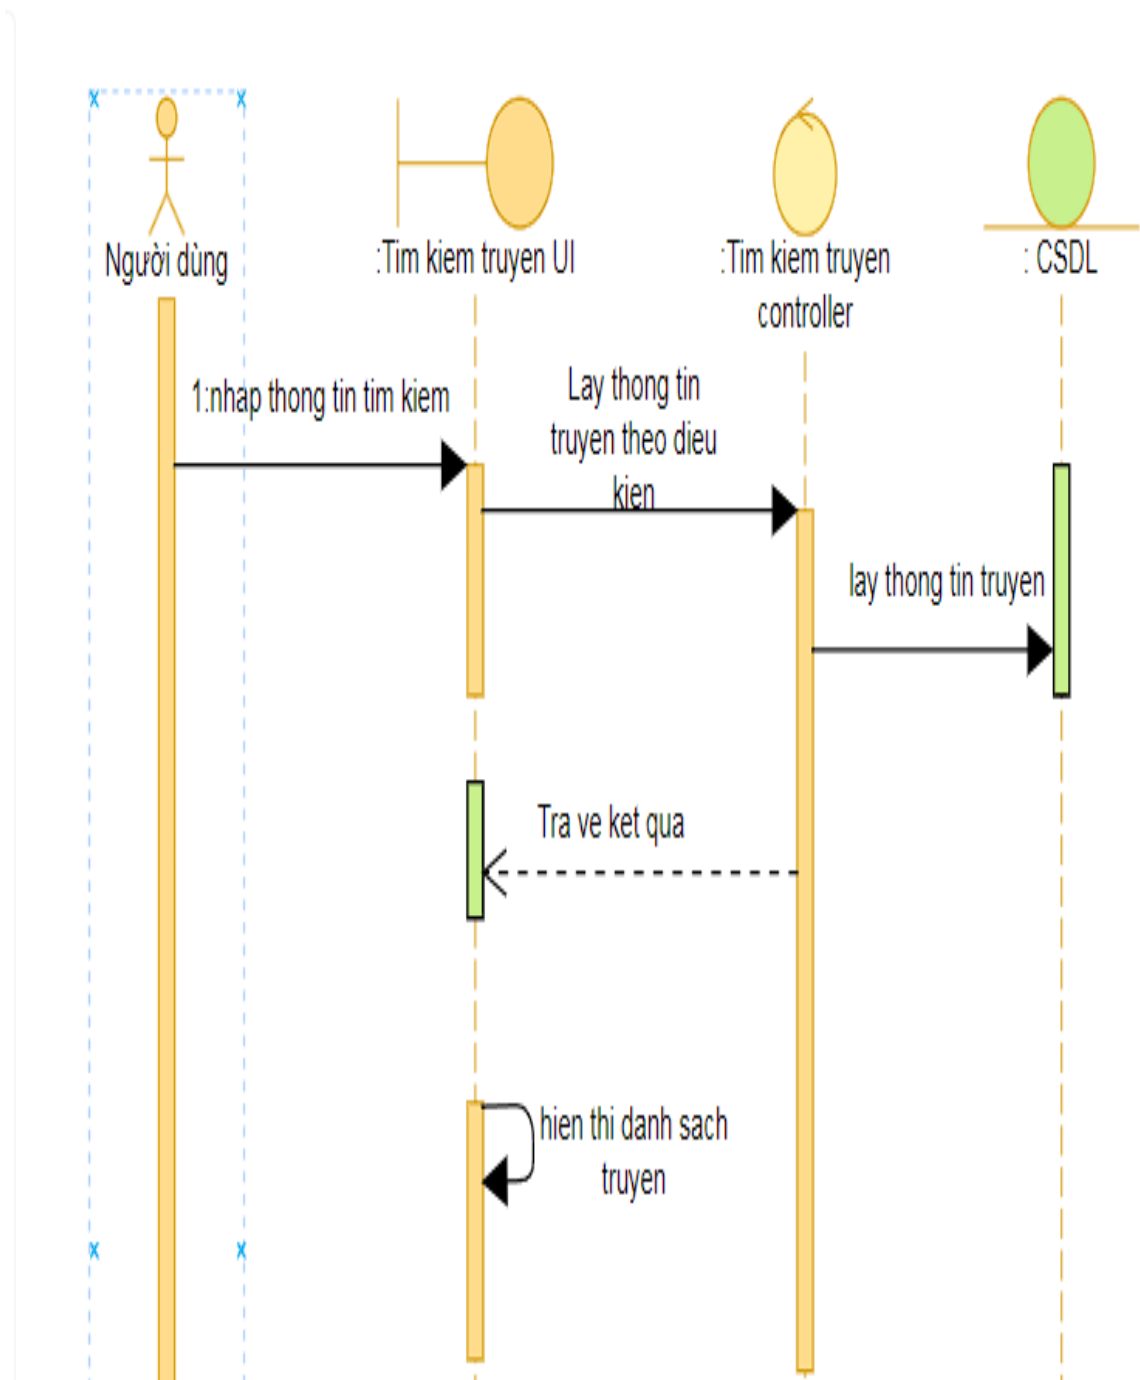 Người dùng
:Tim kiem truyen UI
:Tim kiem truyen
controller
: CSDL
1:nhap thong tin tim kiem
Lay thong tin
truyen theo dieu
kien
lay thong tin truyen
Tra ve ket qua
hien thi danh sach
truyen